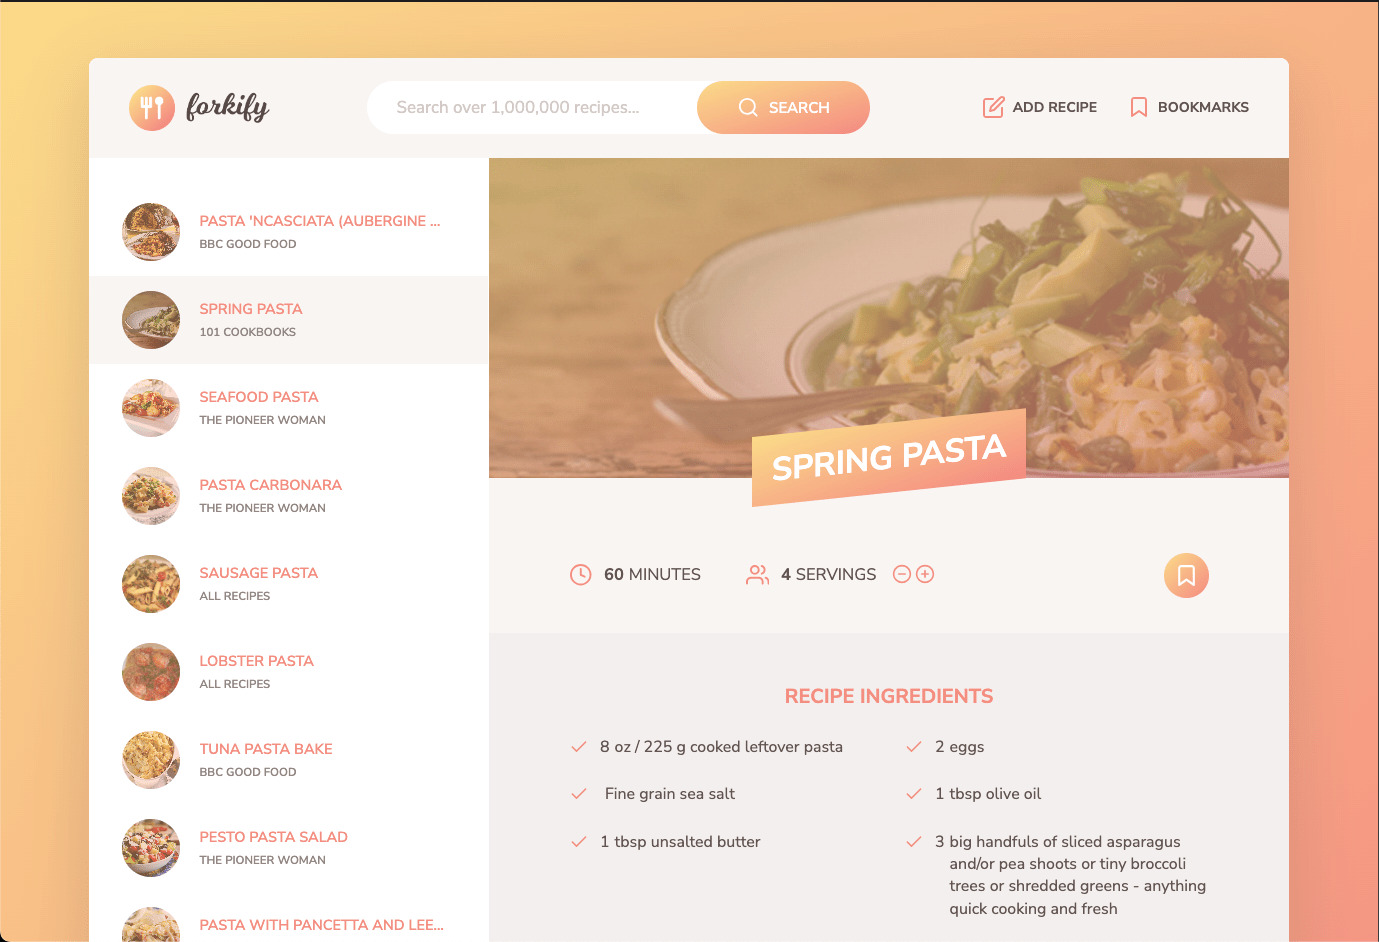 forkify
Search over 1,000,000 recipes...
SEARCH
ADD RECIPE
BOOKMARKS
PASTA 'NCASCIATA (AUBERGINE ...
BBC GOOD FOOD
SPRING PASTA
101 COOKBOOKS
SEAFOOD PASTA
THE PIONEER WOMAN
PASTA CARBONARA
THE PIONEER WOMAN
SAUSAGE PASTA
ALL RECIPES
LOBSTER PASTA
ALL RECIPES
TUNA PASTA BAKE
BBC GOOD FOOD
PESTO PASTA SALAD
THE PIONEER WOMAN
PASTA WITH PANCETTA AND LEE...
SPRING PASTA
60 MINUTES
4 SERVINGS
RECIPE INGREDIENTS
8 oz / 225 g cooked leftover pasta
2 eggs
Fine grain sea salt
1 tbsp olive oil
1 tbsp unsalted butter
3 big handfuls of sliced asparagus
and/or pea shoots or tiny broccoli
trees or shredded greens - anything
quick cooking and fresh